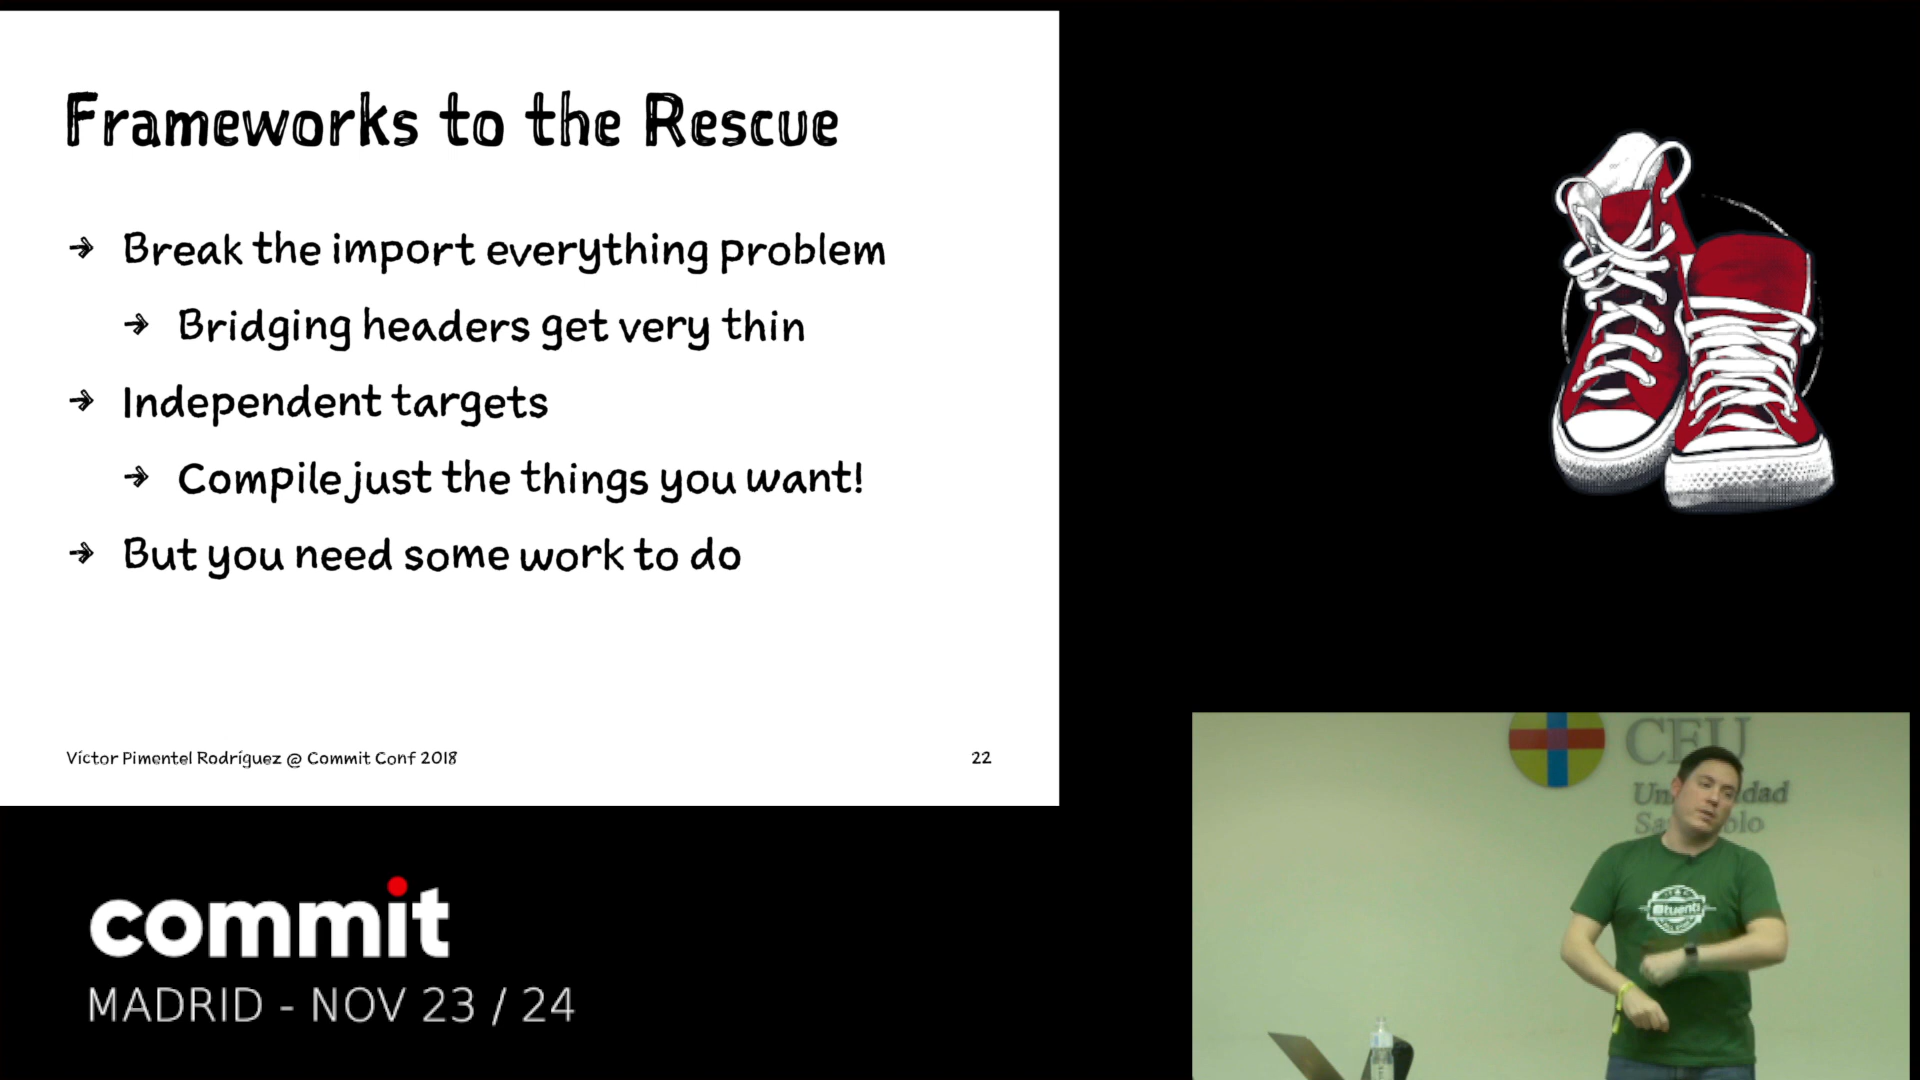 Frameworks to the Rescue
→ Break the import everything problem
→ Bridging headers get very thin
→ Independent targets
→ Compile just the things you want!
→ But you need some work to do
Víctor Pimentel Rodríguez @ Commit Conf 2018
22
commit
MADRID - NOV 23 / 24
CEU
tuenti